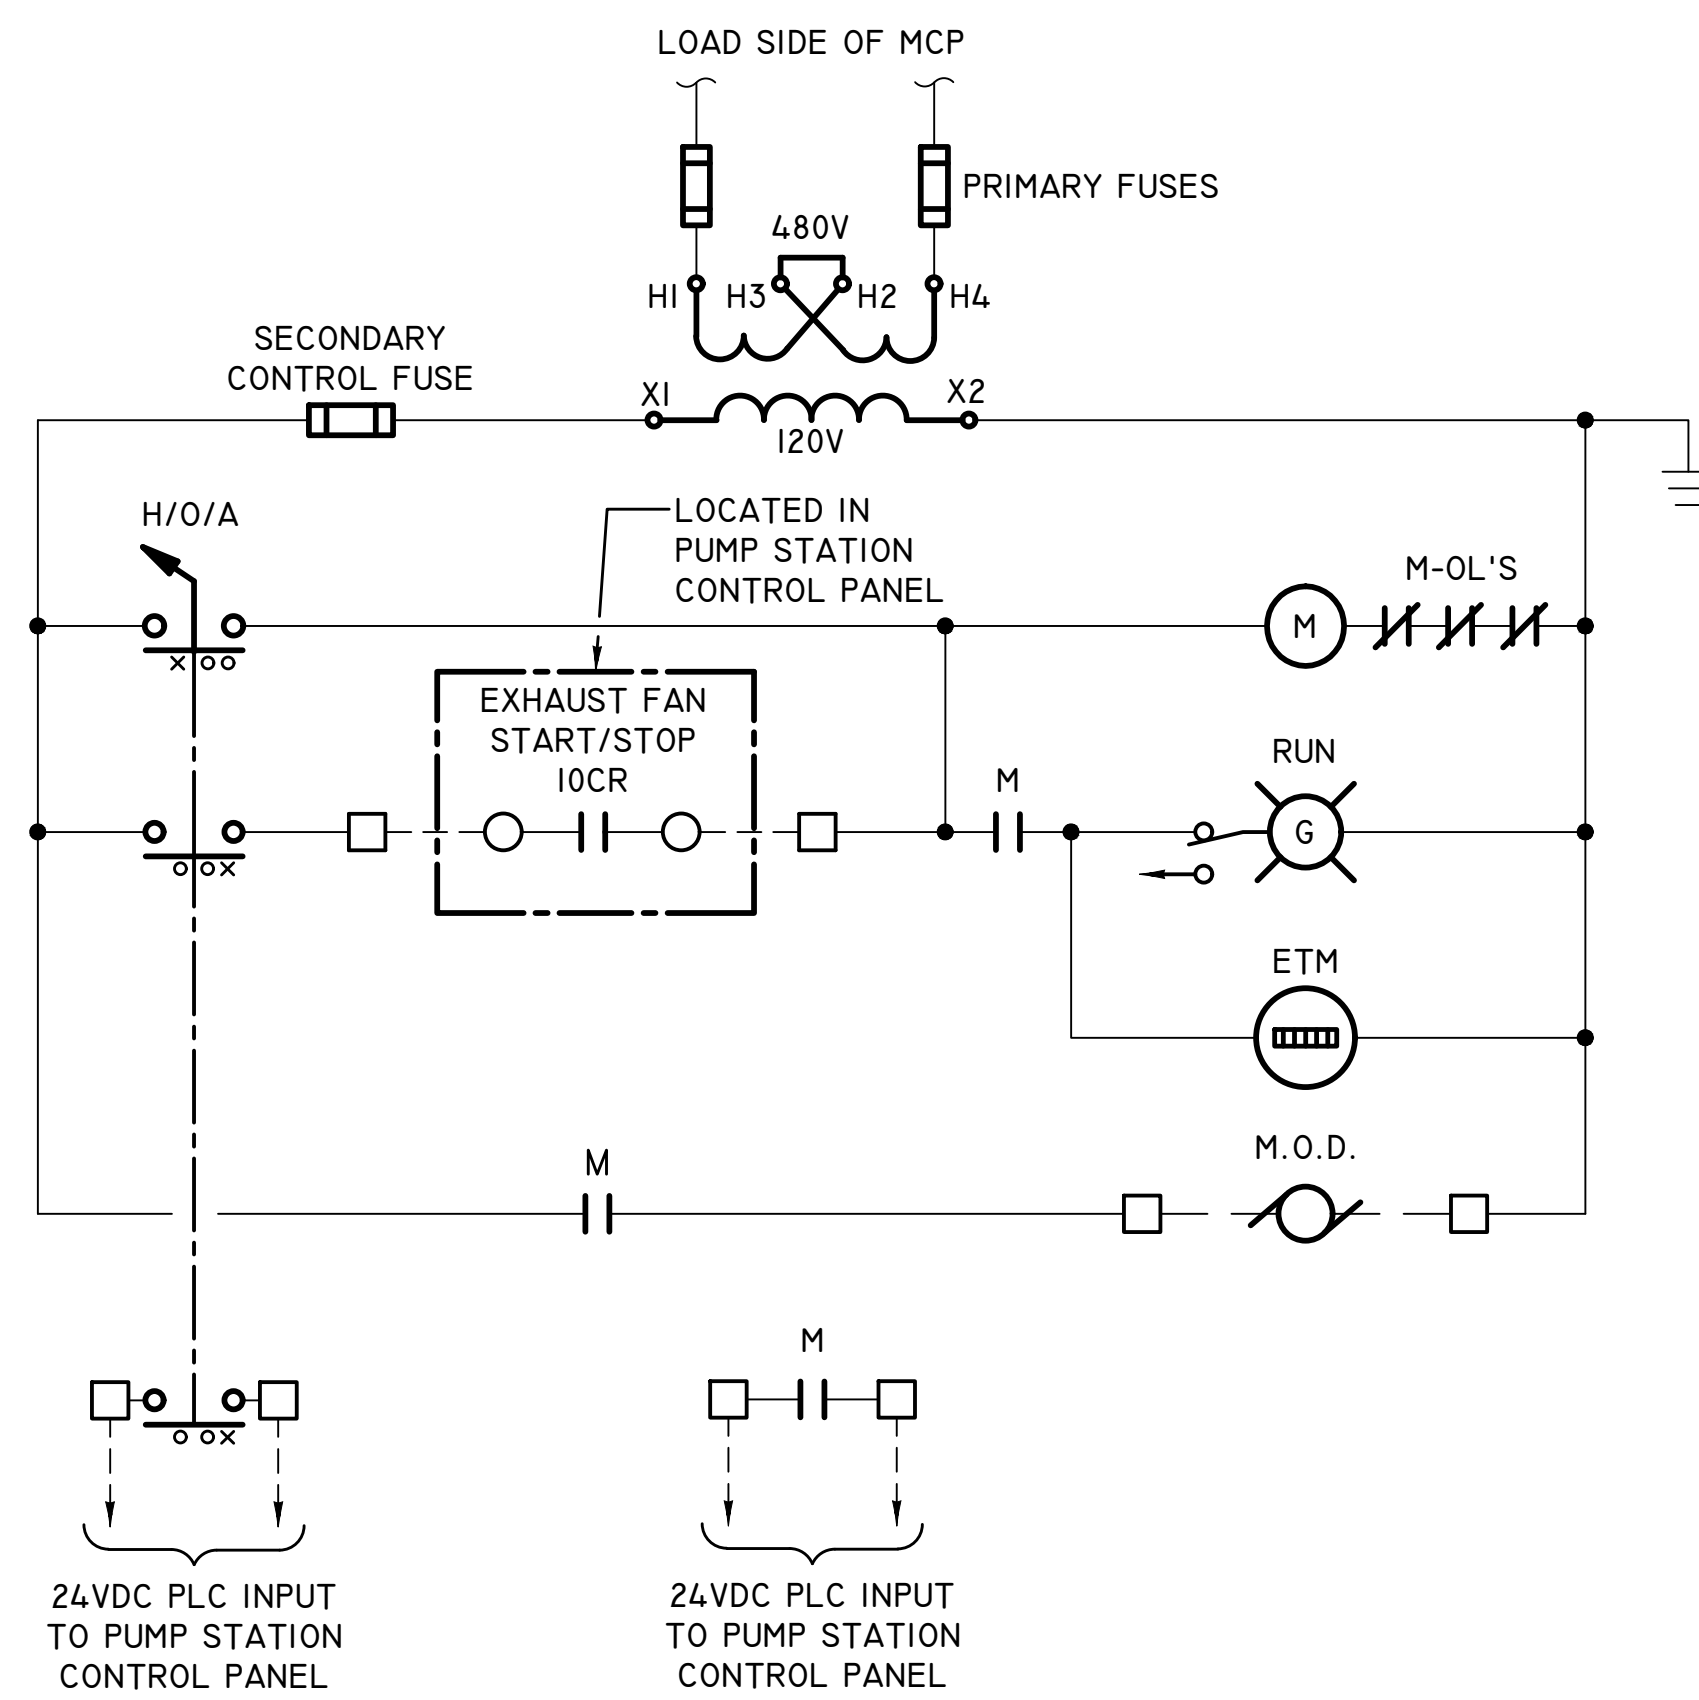 LOAD SIDE OF MCP
PRIMARY FUSES
480V
H1 H3 H2 H4
SECONDARY
CONTROL FUSE
X1 X2
120V
H/O/A
LOCATED IN
PUMP STATION
CONTROL PANEL
M-OL'S
M
X O O
EXHAUST FAN
START/STOP
10CR
M
RUN
G
O O X
ETM
M
M.O.D.
M
O O X
24VDC PLC INPUT
TO PUMP STATION
CONTROL PANEL
24VDC PLC INPUT
TO PUMP STATION
CONTROL PANEL